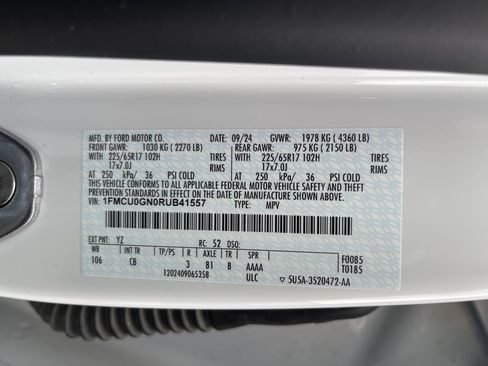 MFD. BY FORD MOTOR CO. 09/24 GVWR: 1978 KG ( 4360 LB)
FRONT GAWR: 1030 KG ( 2270 LB) REAR GAWR: 975 KG ( 2150 LB)
WITH 225/65R17 102H TIRES WITH 225/65R17 102H TIRES
17x7.0J RIMS 17x7.0J RIMS
AT 250 kPa/ 36 PSI COLD AT 250 kPa/ 36 PSI COLD
THIS VEHICLE CONFORMS TO ALL APPLICABLE FEDERAL MOTOR VEHICLE SAFETY AND THEFT
PREVENTION STANDARDS IN EFFECT ON THE DATE OF MANUFACTURE SHOWN ABOVE.
VIN: 1FMCU0GN0RUB41557 TYPE: MPV
EXT PNT: YZ RC: 52 DSO: F0085
WB BRK INT TR TP/PS R AXLE TR SPR T0185
106 CB 3 81 8 AAAA
1202409065358 ULC 5U5A-3520472-AA